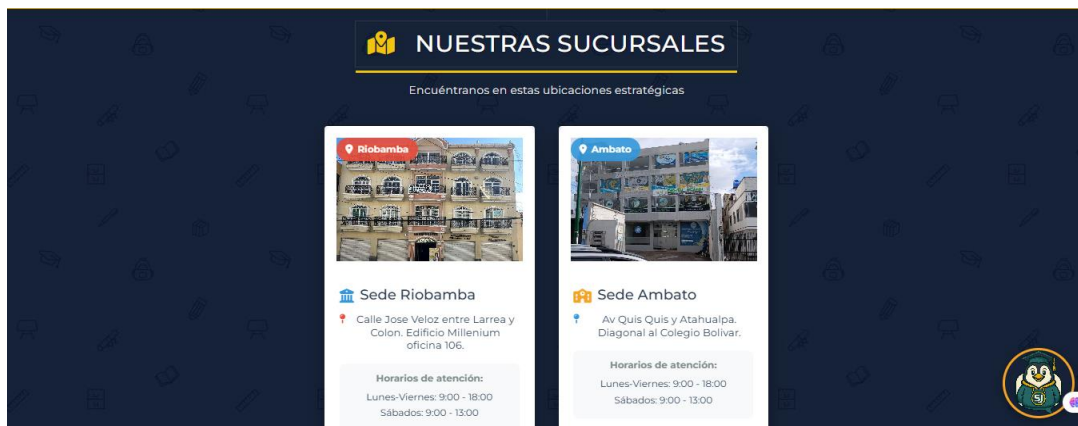 NUESTRAS SUCURSALES
Encuéntranos en estas ubicaciones estratégicas
Riobamba
Sede Riobamba
Calle Jose Veloz entre Larrea y
Colon. Edificio Millenium
oficina 106.
Horarios de atención:
Lunes-Viernes: 9:00 - 18:00
Sábados: 9:00 - 13:00
Ambato
Sede Ambato
Av Quis Quis y Atahualpa.
Diagonal al Colegio Bolivar.
Horarios de atención:
Lunes-Viernes: 9:00 - 18:00
Sábados: 9:00 - 13:00
SJ